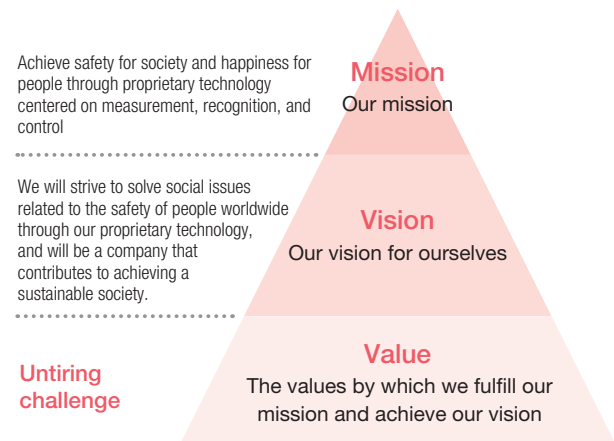 Achieve safety for society and happiness for
people through proprietary technology
centered on measurement, recognition, and
control
Mission
Our mission
We will strive to solve social issues
related to the safety of people worldwide
through our proprietary technology,
and will be a company that
contributes to achieving a
sustainable society.
Vision
Our vision for ourselves
Untiring
challenge
Value
The values by which we fulfill our
mission and achieve our vision